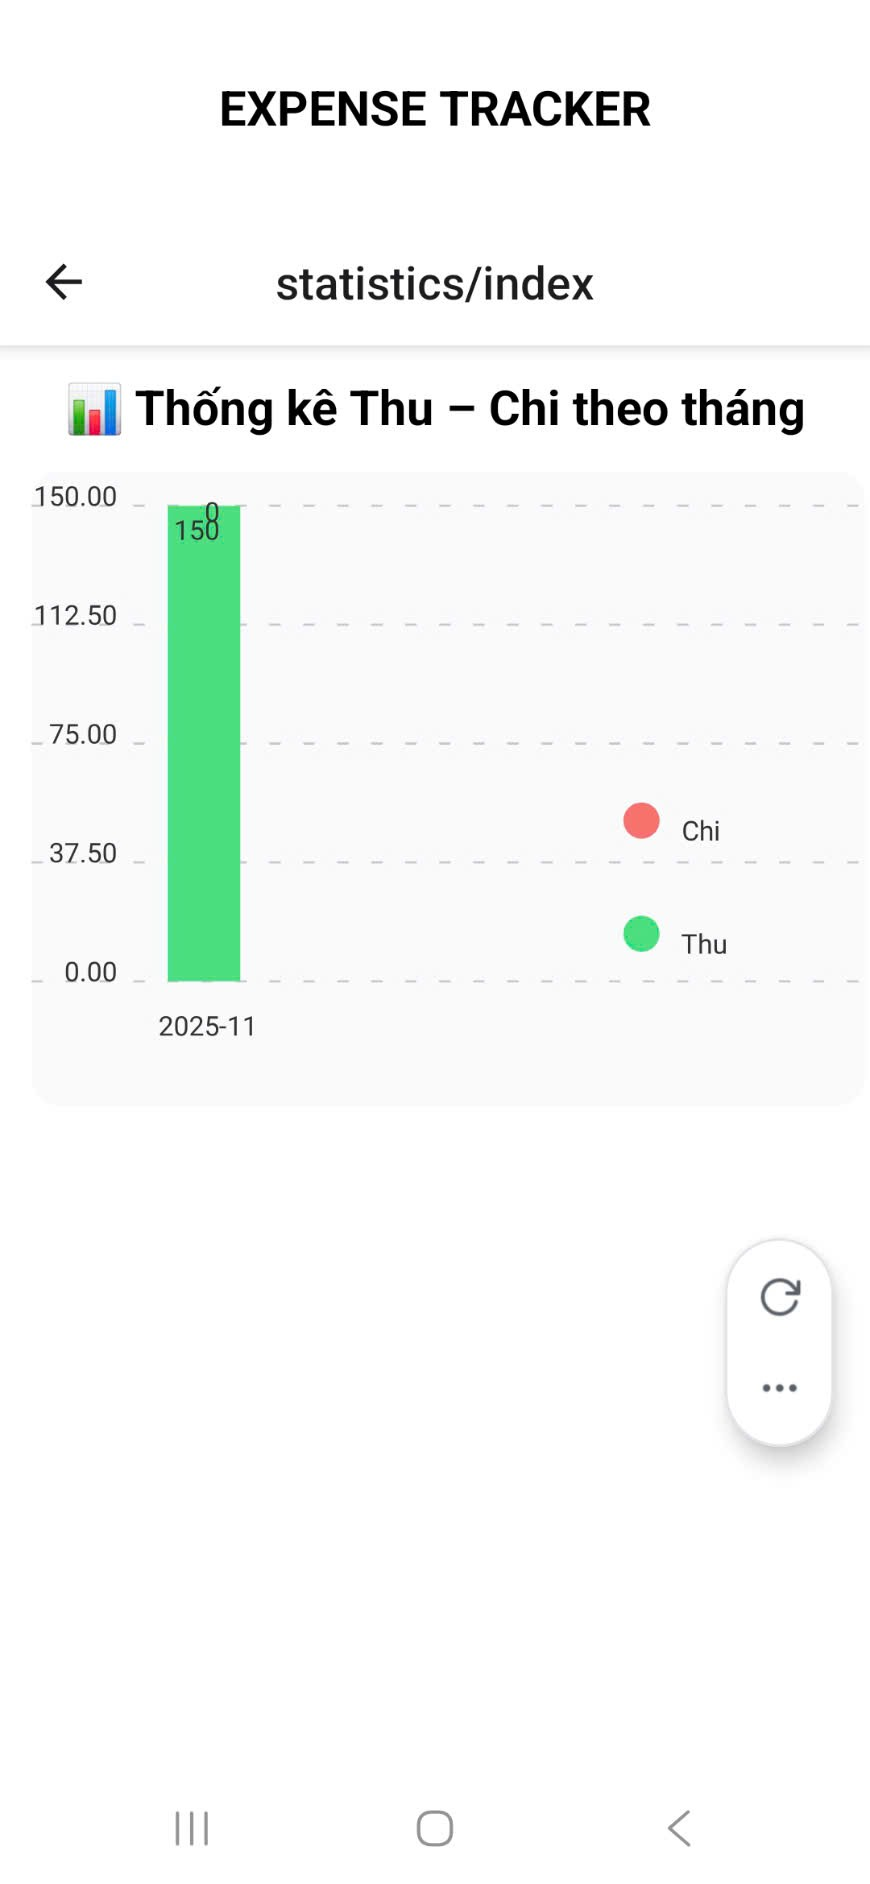 EXPENSE TRACKER
statistics/index
Thống kê Thu – Chi theo tháng
150.00
0
150
112.50
75.00
Chi
37.50
Thu
0.00
2025-11